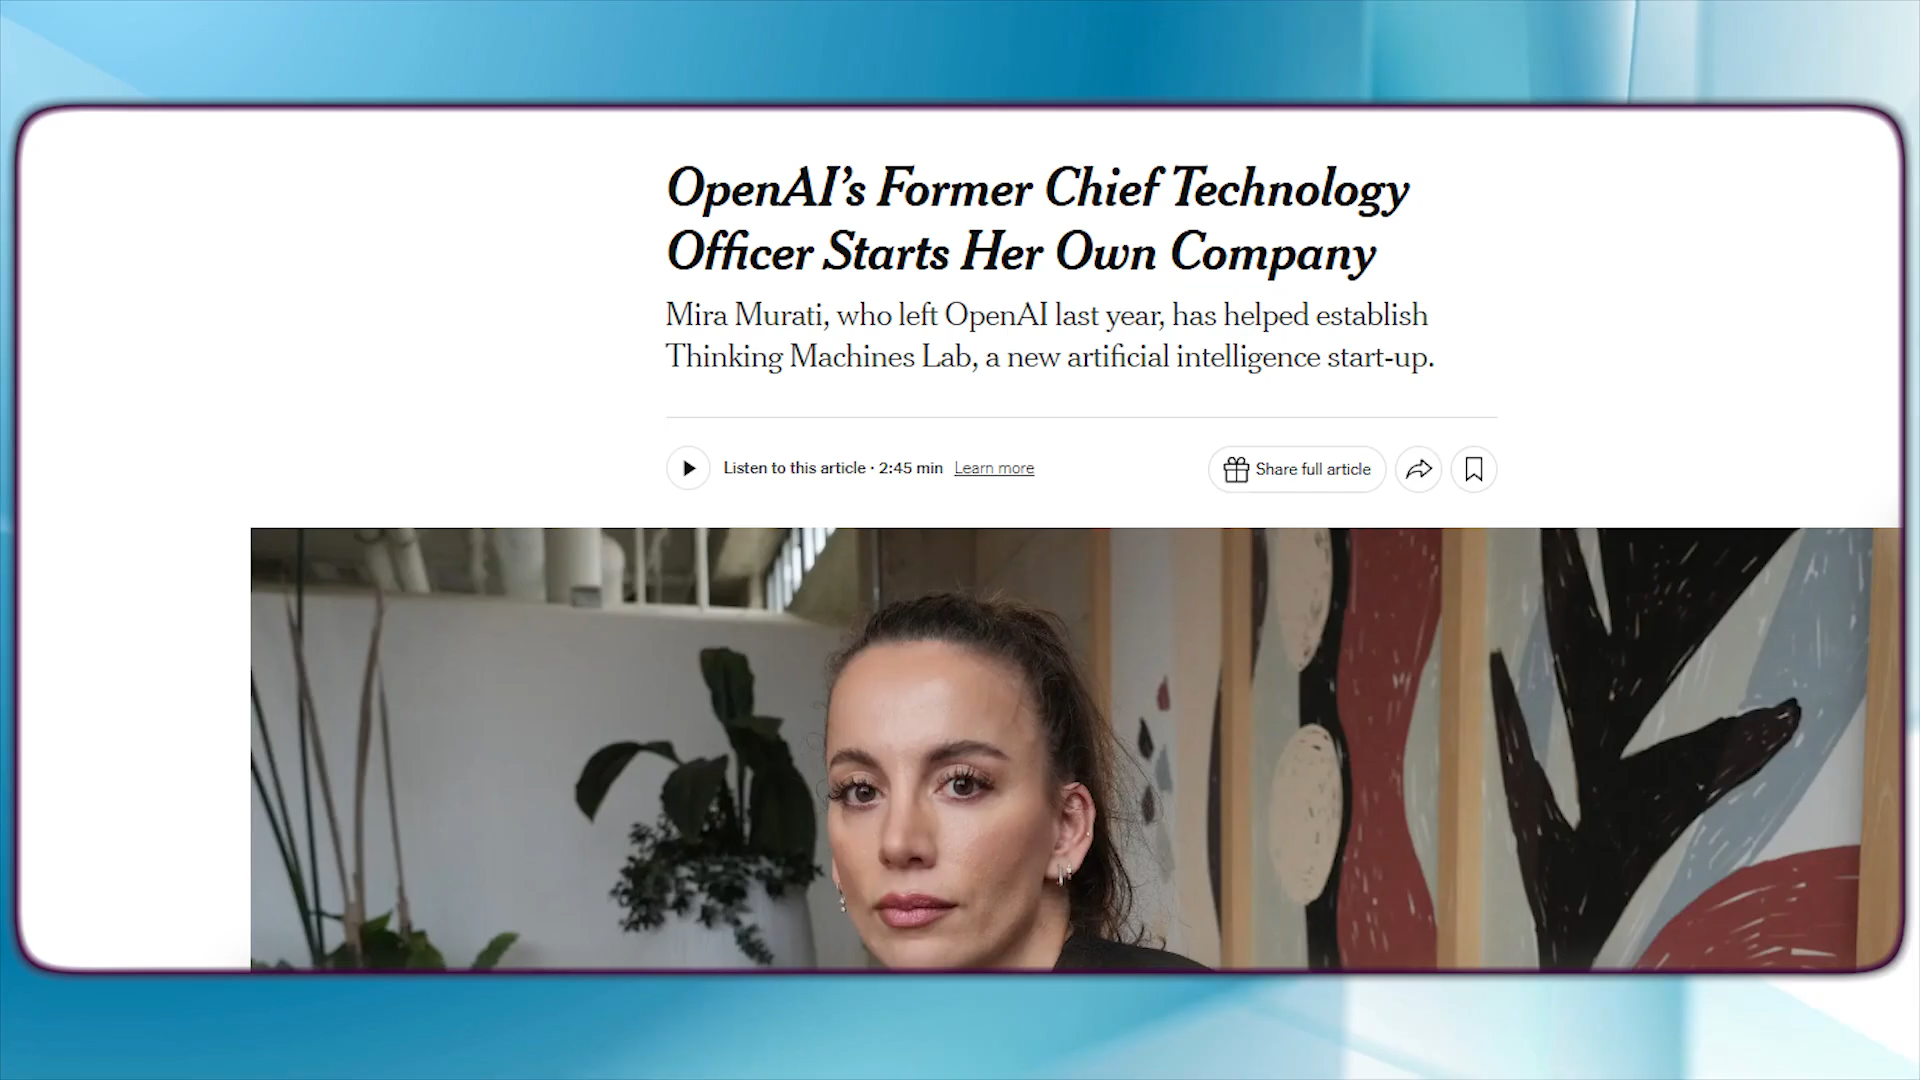 OpenAI’s Former Chief Technology
Officer Starts Her Own Company
Mira Murati, who left OpenAI last year, has helped establish
Thinking Machines Lab, a new artificial intelligence start-up.
Listen to this article · 2:45 min Learn more
Share full article